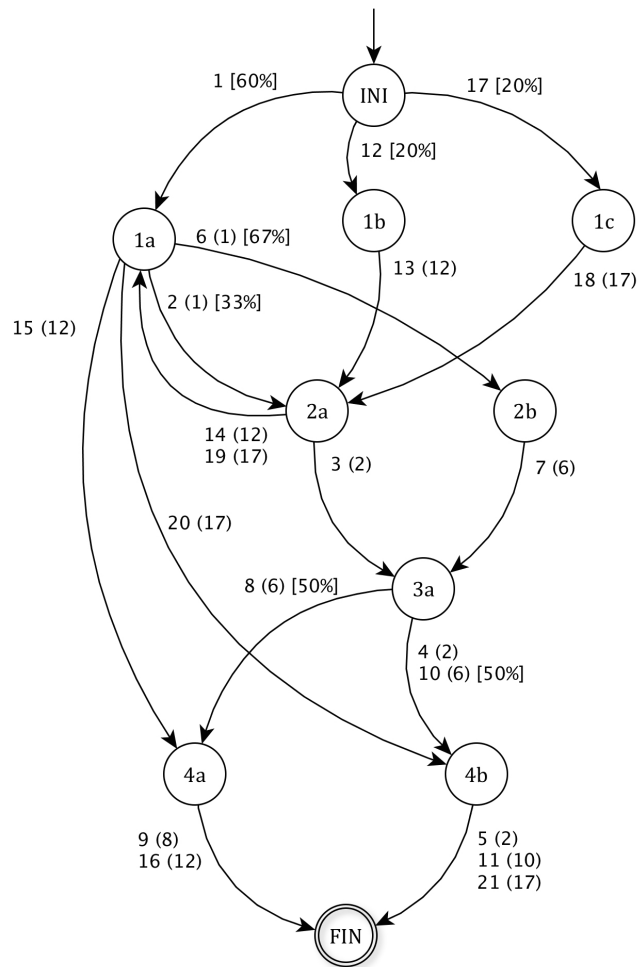 1 [60%]
17 [20%]
INI
12 [20%]
1a
6 (1) [67%]
1b
1c
13 (12)
18 (17)
2 (1) [33%]
15 (12)
2a
2b
14 (12)
19 (17)
3 (2)
7 (6)
20 (17)
8 (6) [50%]
3a
4 (2)
10 (6) [50%]
4a
4b
9 (8)
16 (12)
5 (2)
11 (10)
21 (17)
FIN